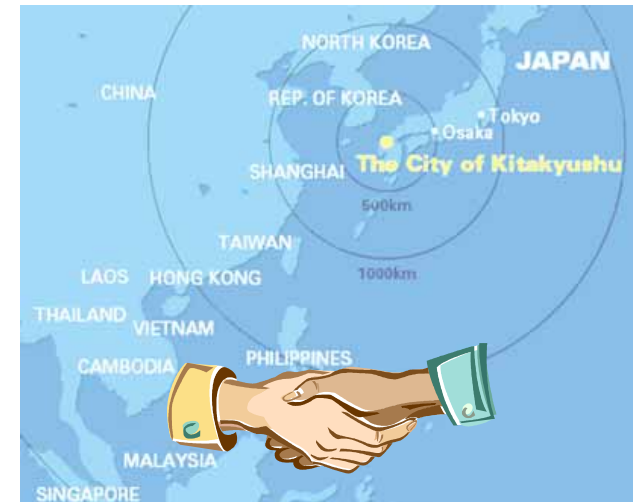 NORTH KOREA
JAPAN
CHINA
REP. OF KOREA
Tokyo
Osaka
The City of Kitakyushu
SHANGHAI
500km
TAIWAN
1000km
LAOS HONG KONG
THAILAND
VIETNAM
PHILIPPINES
CAMBODIA
MALAYSIA
SINGAPORE